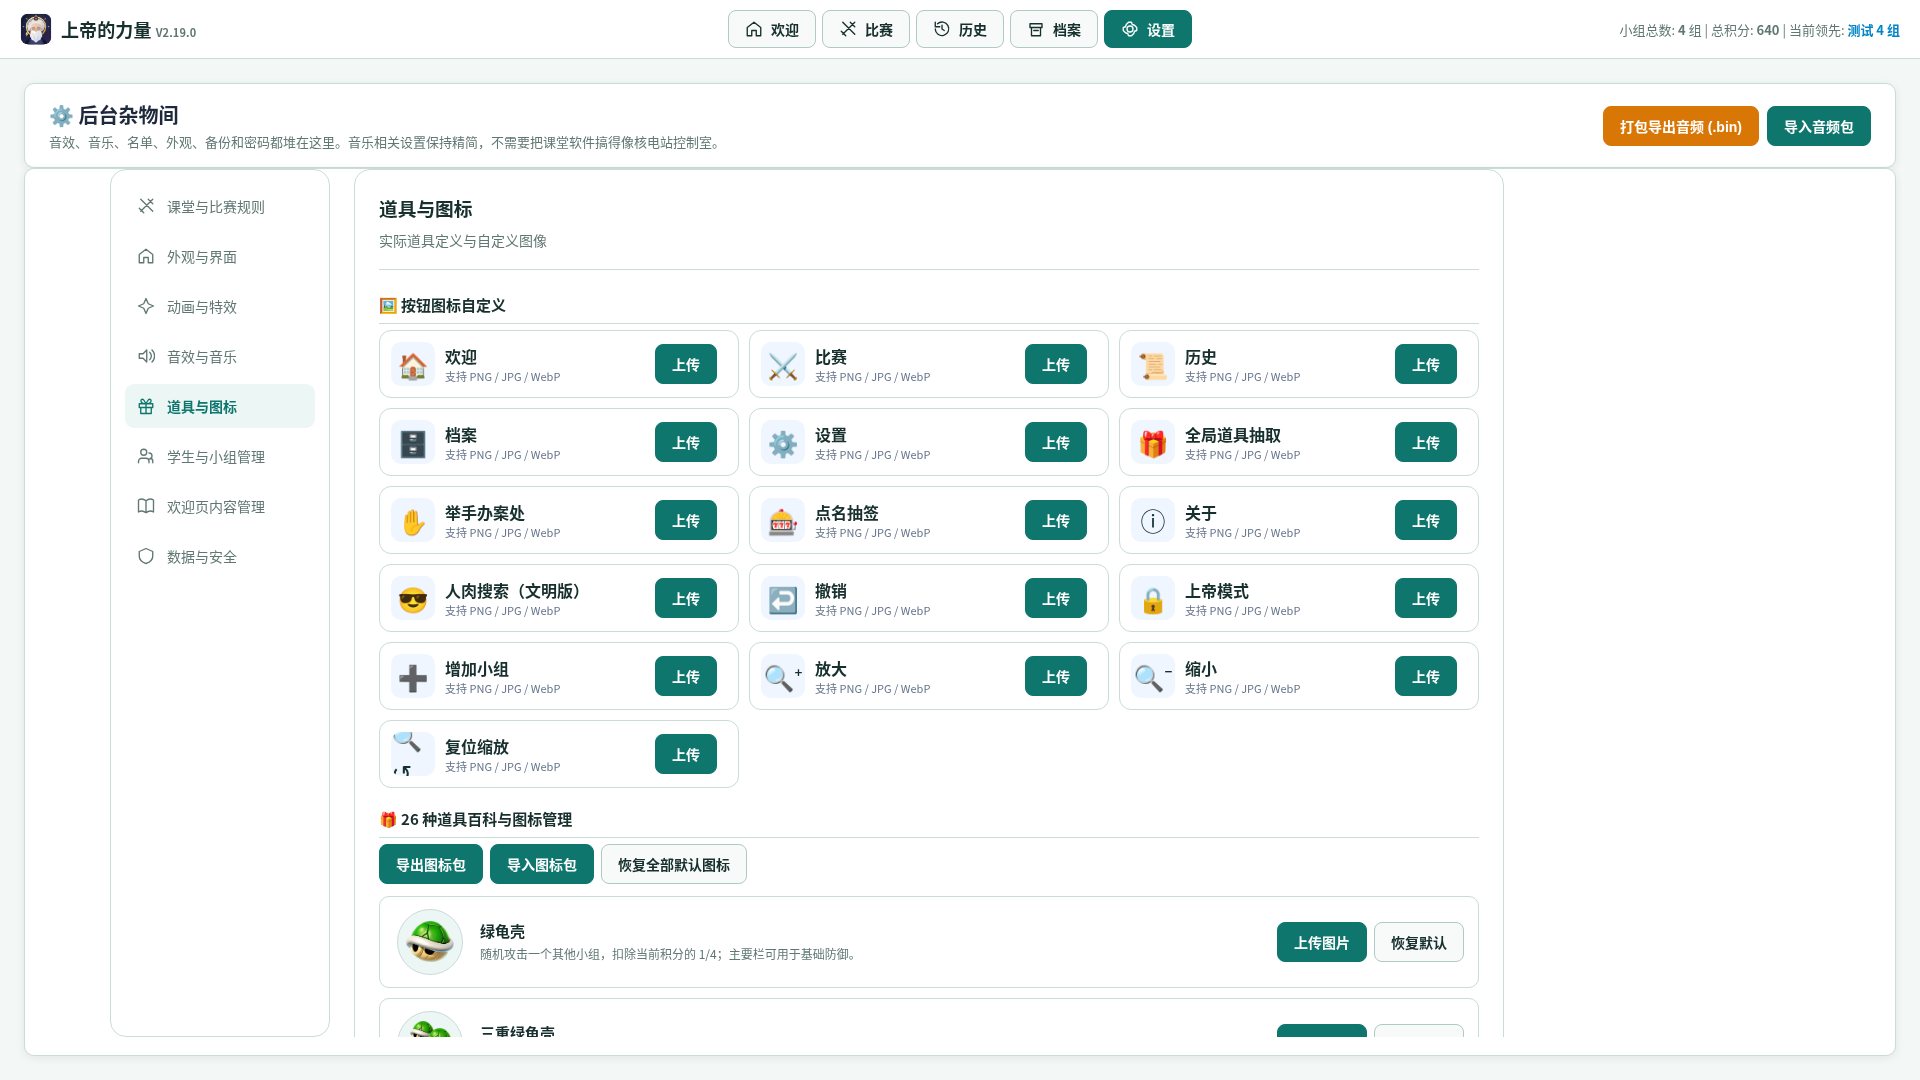 上帝的力量 V2.19.0
欢迎
比赛
历史
档案
设置
小组总数: 4 组 | 总积分: 640 | 当前领先: 测试 4 组
⚙️ 后台杂物间
音效、音乐、名单、外观、备份和密码都堆在这里。音乐相关设置保持精简，不需要把课堂软件搞得像核电站控制室。
打包导出音频 (.bin)
导入音频包
课堂与比赛规则
外观与界面
动画与特效
音效与音乐
道具与图标
学生与小组管理
欢迎页内容管理
数据与安全
道具与图标
实际道具定义与自定义图像
🖼️ 按钮图标自定义
欢迎
支持 PNG / JPG / WebP
上传
比赛
支持 PNG / JPG / WebP
上传
历史
支持 PNG / JPG / WebP
上传
档案
支持 PNG / JPG / WebP
上传
设置
支持 PNG / JPG / WebP
上传
全局道具抽取
支持 PNG / JPG / WebP
上传
举手办案处
支持 PNG / JPG / WebP
上传
点名抽签
支持 PNG / JPG / WebP
上传
关于
支持 PNG / JPG / WebP
上传
人肉搜索（文明版）
支持 PNG / JPG / WebP
上传
撤销
支持 PNG / JPG / WebP
上传
上帝模式
支持 PNG / JPG / WebP
上传
增加小组
支持 PNG / JPG / WebP
上传
放大
支持 PNG / JPG / WebP
上传
缩小
支持 PNG / JPG / WebP
上传
复位缩放
支持 PNG / JPG / WebP
上传
🎁 26 种道具百科与图标管理
导出图标包
导入图标包
恢复全部默认图标
绿龟壳
随机攻击一个其他小组，扣除当前积分的 1/4；主要栏可用于基础防御。
上传图片
恢复默认
三重绿龟壳